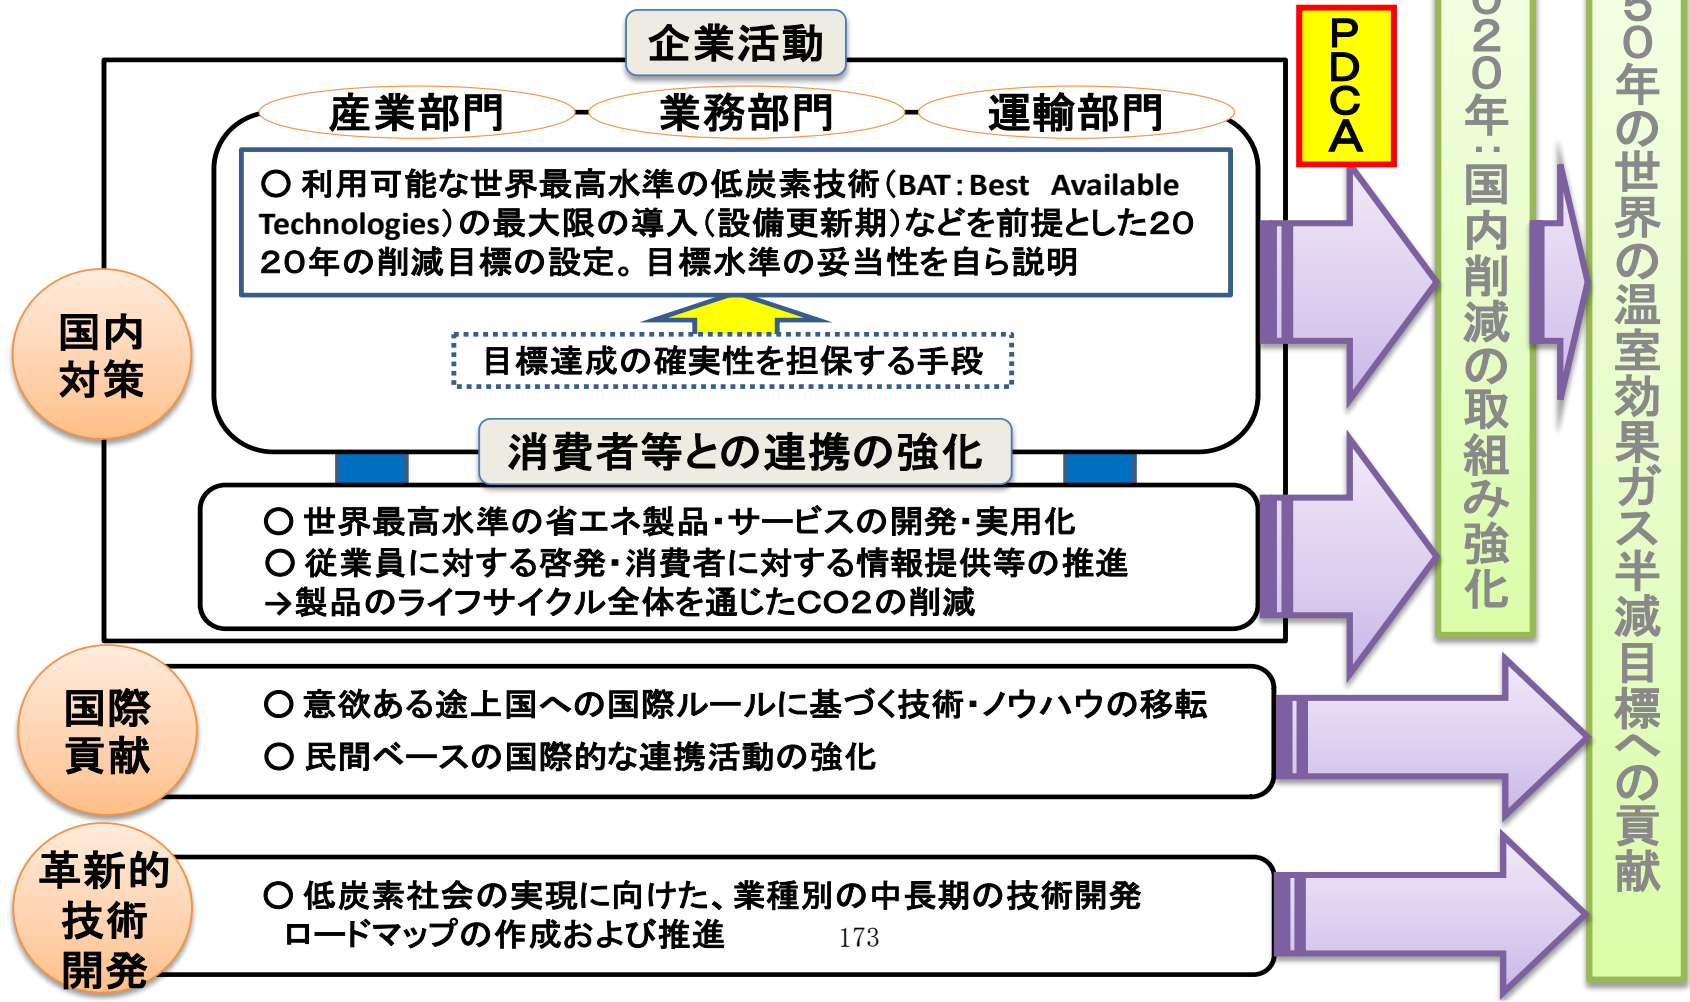 企業活動
産業部門 業務部門 運輸部門
○ 利用可能な世界最高水準の低炭素技術(BAT:Best Available
Technologies)の最大限の導入(設備更新期)などを前提とした20
20年の削減目標の設定。目標水準の妥当性を自ら説明
目標達成の確実性を担保する手段
国内
対策
消費者等との連携の強化
○ 世界最高水準の省エネ製品・サービスの開発・実用化
○ 従業員に対する啓発・消費者に対する情報提供等の推進
→製品のライフサイクル全体を通じたCO2の削減
国際
貢献
○ 意欲ある途上国への国際ルールに基づく技術・ノウハウの移転
○ 民間ベースの国際的な連携活動の強化
革新的
技術
開発
○ 低炭素社会の実現に向けた、業種別の中長期の技術開発
ロードマップの作成および推進
173
PDCA
020年:国内削減の取組み強化
50年の世界の温室効果ガス半減目標への貢献